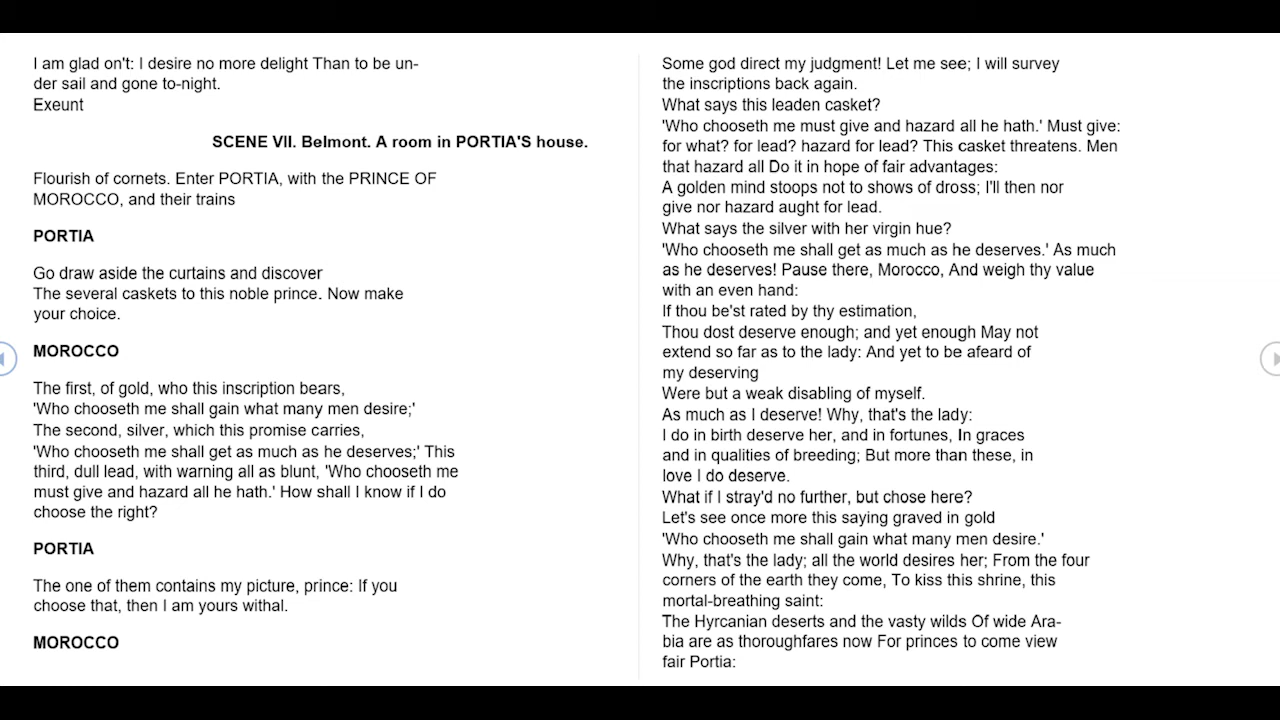 I am glad on't: I desire no more delight Than to be un-
der sail and gone to-night.
Exeunt
SCENE VII. Belmont. A room in PORTIA'S house.
Flourish of cornets. Enter PORTIA, with the PRINCE OF
MOROCCO, and their trains
PORTIA
Go draw aside the curtains and discover
The several caskets to this noble prince. Now make
your choice.
MOROCCO
The first, of gold, who this inscription bears,
'Who chooseth me shall gain what many men desire;'
The second, silver, which this promise carries,
'Who chooseth me shall get as much as he deserves;' This
third, dull lead, with warning all as blunt, 'Who chooseth me
must give and hazard all he hath.' How shall I know if I do
choose the right?
PORTIA
The one of them contains my picture, prince: If you
choose that, then I am yours withal.
MOROCCO
Some god direct my judgment! Let me see; I will survey
the inscriptions back again.
What says this leaden casket?
'Who chooseth me must give and hazard all he hath.' Must give:
for what? for lead? hazard for lead? This casket threatens. Men
that hazard all Do it in hope of fair advantages:
A golden mind stoops not to shows of dross; I'll then nor
give nor hazard aught for lead.
What says the silver with her virgin hue?
'Who chooseth me shall get as much as he deserves.' As much
as he deserves! Pause there, Morocco, And weigh thy value
with an even hand:
If thou be'st rated by thy estimation,
Thou dost deserve enough; and yet enough May not
extend so far as to the lady: And yet to be afeard of
my deserving
Were but a weak disabling of myself.
As much as I deserve! Why, that's the lady:
I do in birth deserve her, and in fortunes, In graces
and in qualities of breeding; But more than these, in
love I do deserve.
What if I stray'd no further, but chose here?
Let's see once more this saying graved in gold
'Who chooseth me shall gain what many men desire.'
Why, that's the lady; all the world desires her; From the four
corners of the earth they come, To kiss this shrine, this
mortal-breathing saint:
The Hyrcanian deserts and the vasty wilds Of wide Ara-
bia are as thoroughfares now For princes to come view
fair Portia: